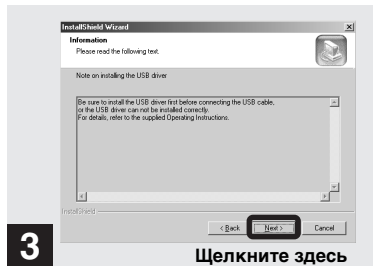 InstallShield Wizard
Information
Please read the following text.
Note on installing the USB driver
Be sure to install the USB driver first before connecting the USB cable,
or the USB driver can not be installed correctly.
For details, refer to the supplied Operating Instructions.
InstallShield
< Back Next > Cancel
3
Щелкните здесь